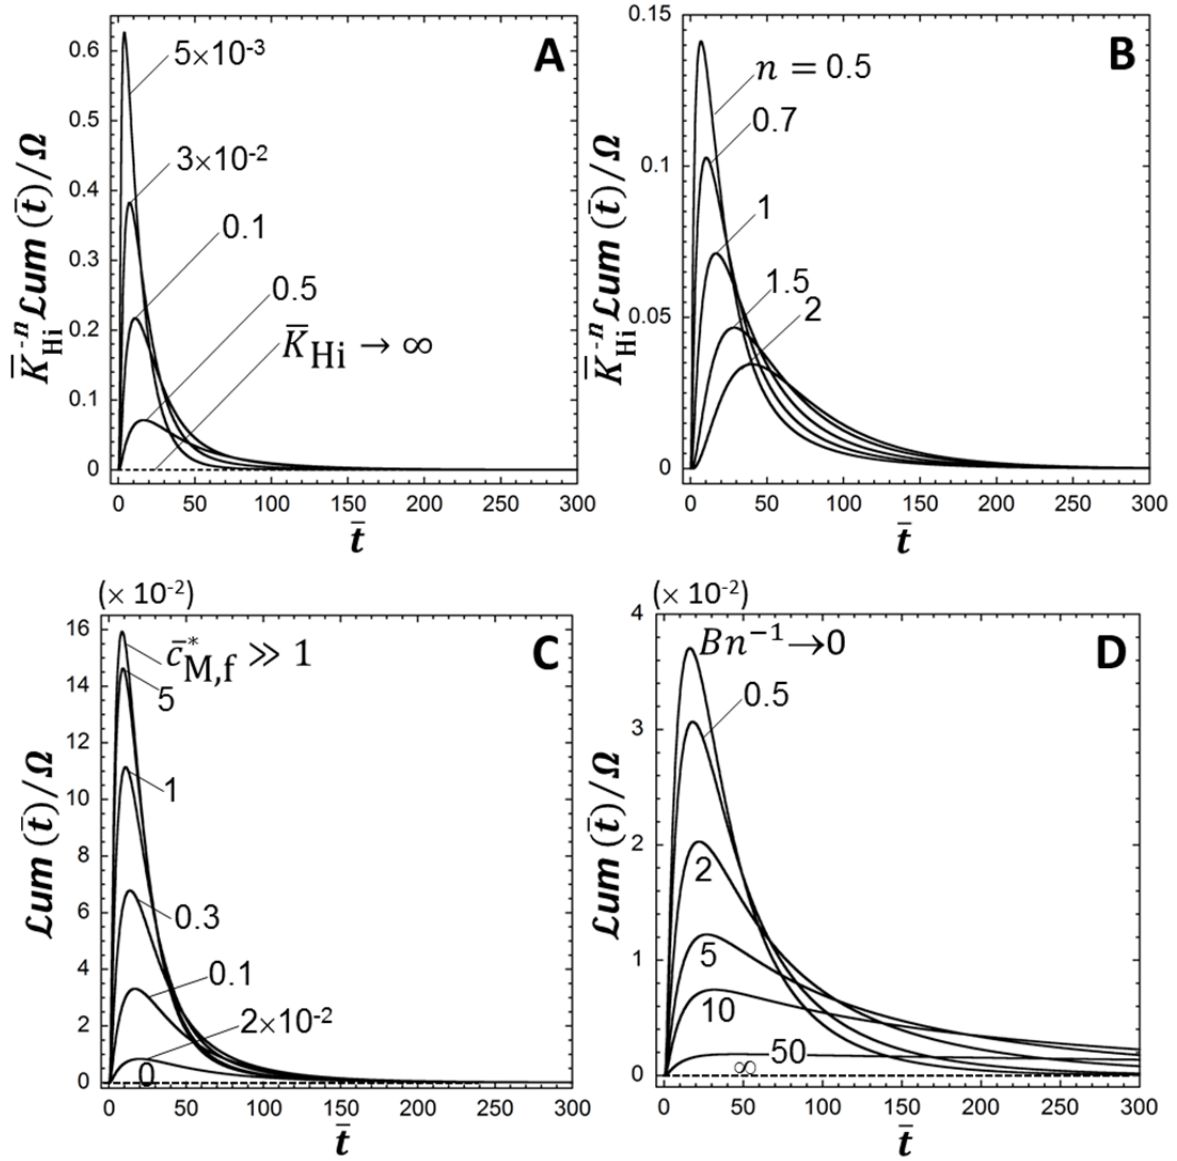 A
0.6
0.5
0.4
0.3
0.2
0.1
0
5×10⁻³
3×10⁻²
0.1
0.5
K̅_Hi → ∞
K̅_Hi^-n 𝓛um (t̅) / Ω
0 50 100 150 200 250 300
t̅
B
0.15
0.1
0.05
0
n = 0.5
0.7
1
1.5
2
K̅_Hi^-n 𝓛um (t̅) / Ω
0 50 100 150 200 250 300
t̅
(× 10⁻²)
C
16
14
12
10
8
6
4
2
0
c̅*_M,f ≫ 1
5
1
0.3
0.1
2×10⁻²
0
𝓛um (t̅) / Ω
0 50 100 150 200 250 300
t̅
(× 10⁻²)
D
4
3
2
1
0
Bn⁻¹→0
0.5
2
5
10
50
∞
𝓛um (t̅) / Ω
0 50 100 150 200 250 300
t̅